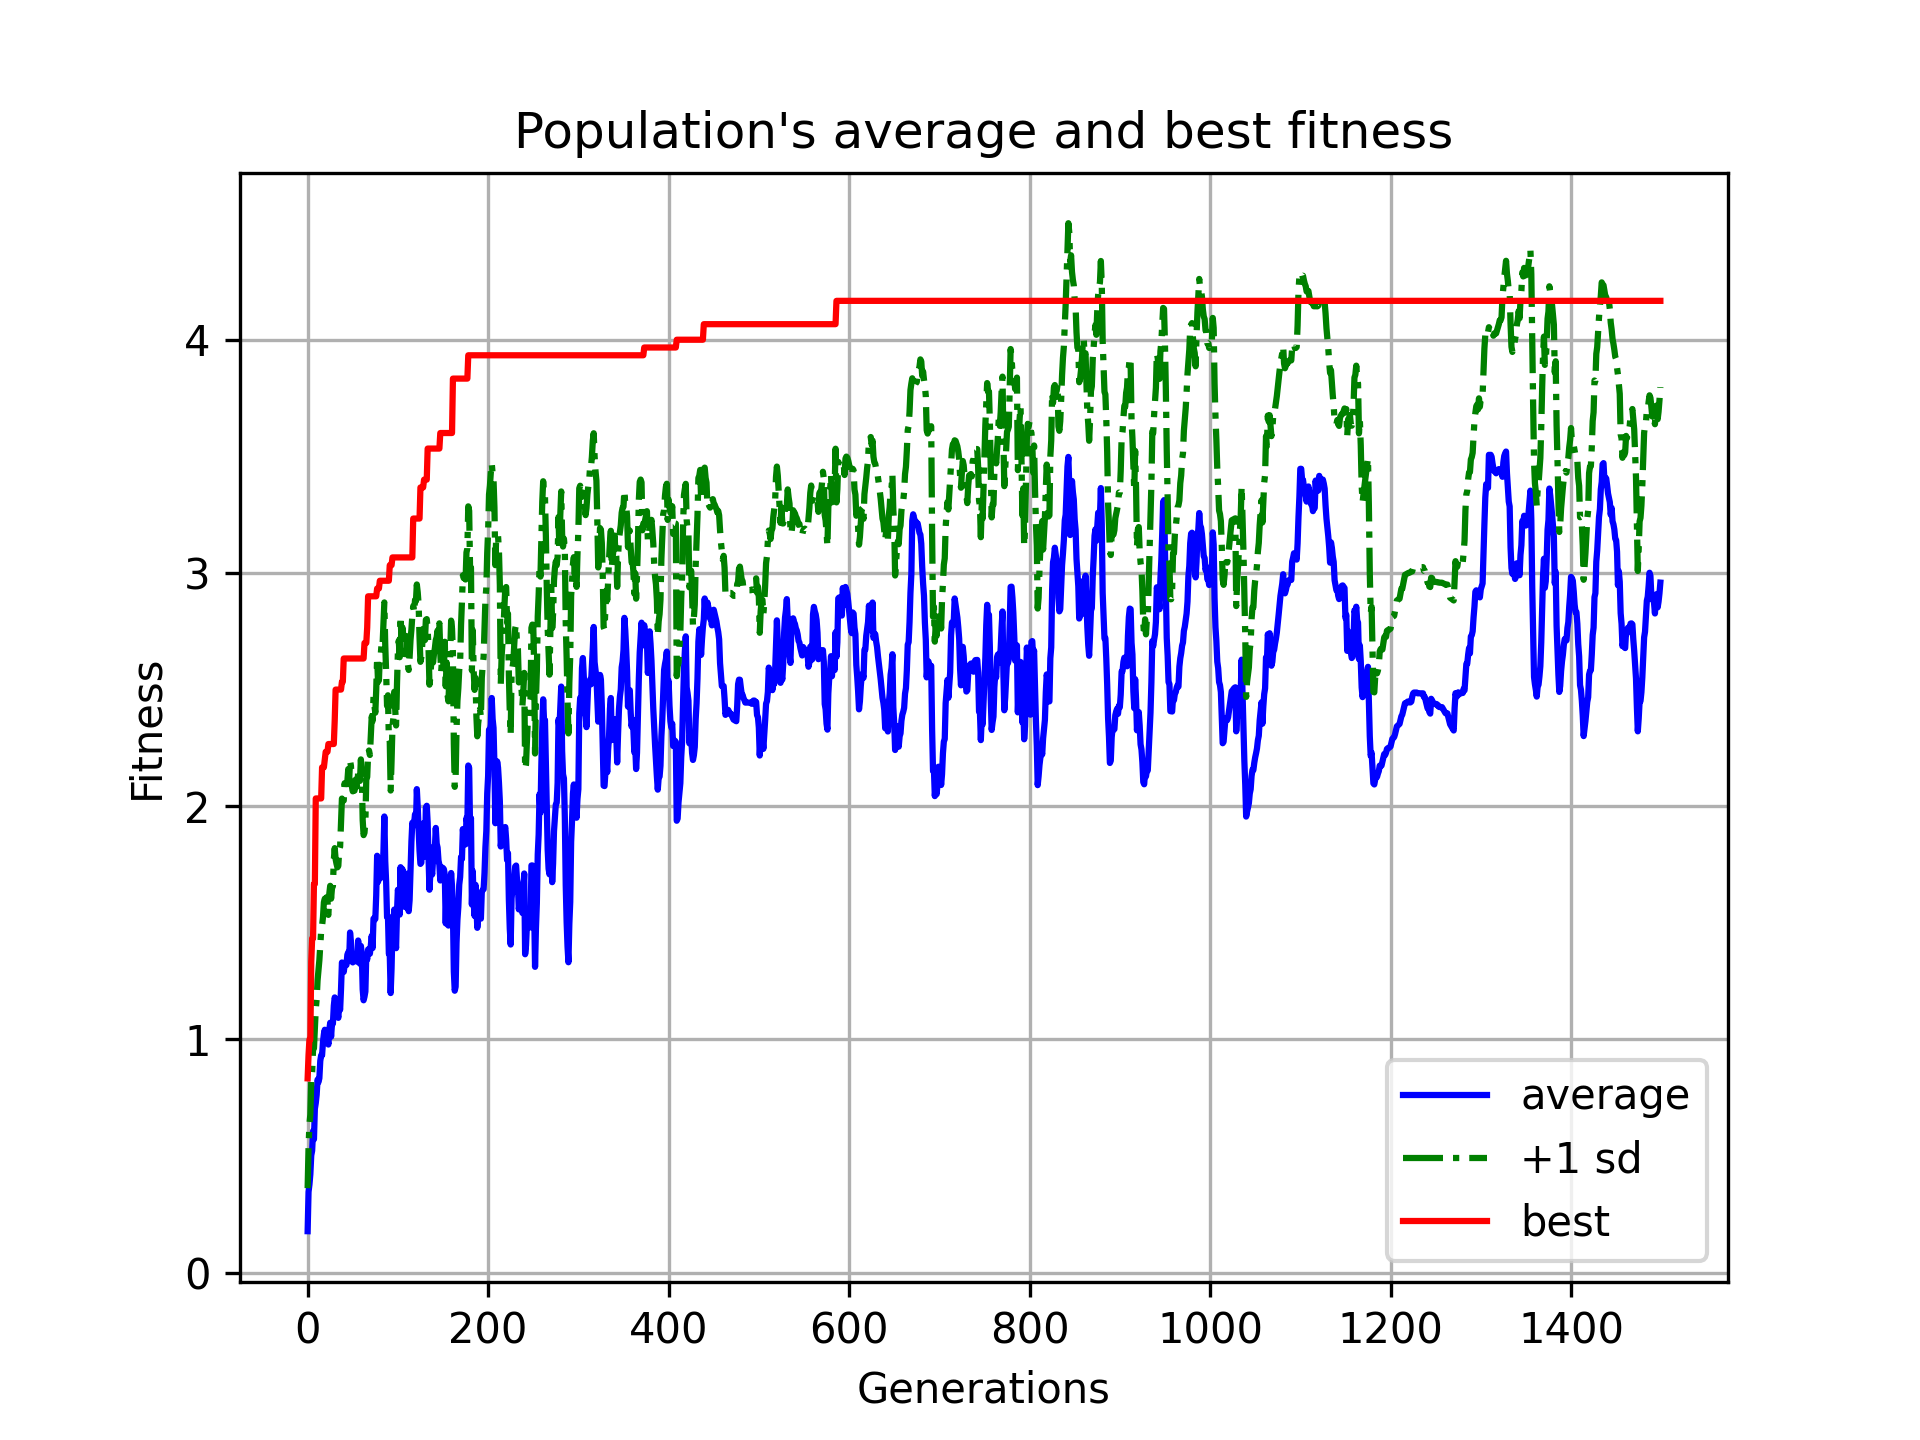 Population's average and best fitness
Fitness
4
3
2
1
0
0 200 400 600 800 1000 1200 1400
Generations
average
+1 sd
best